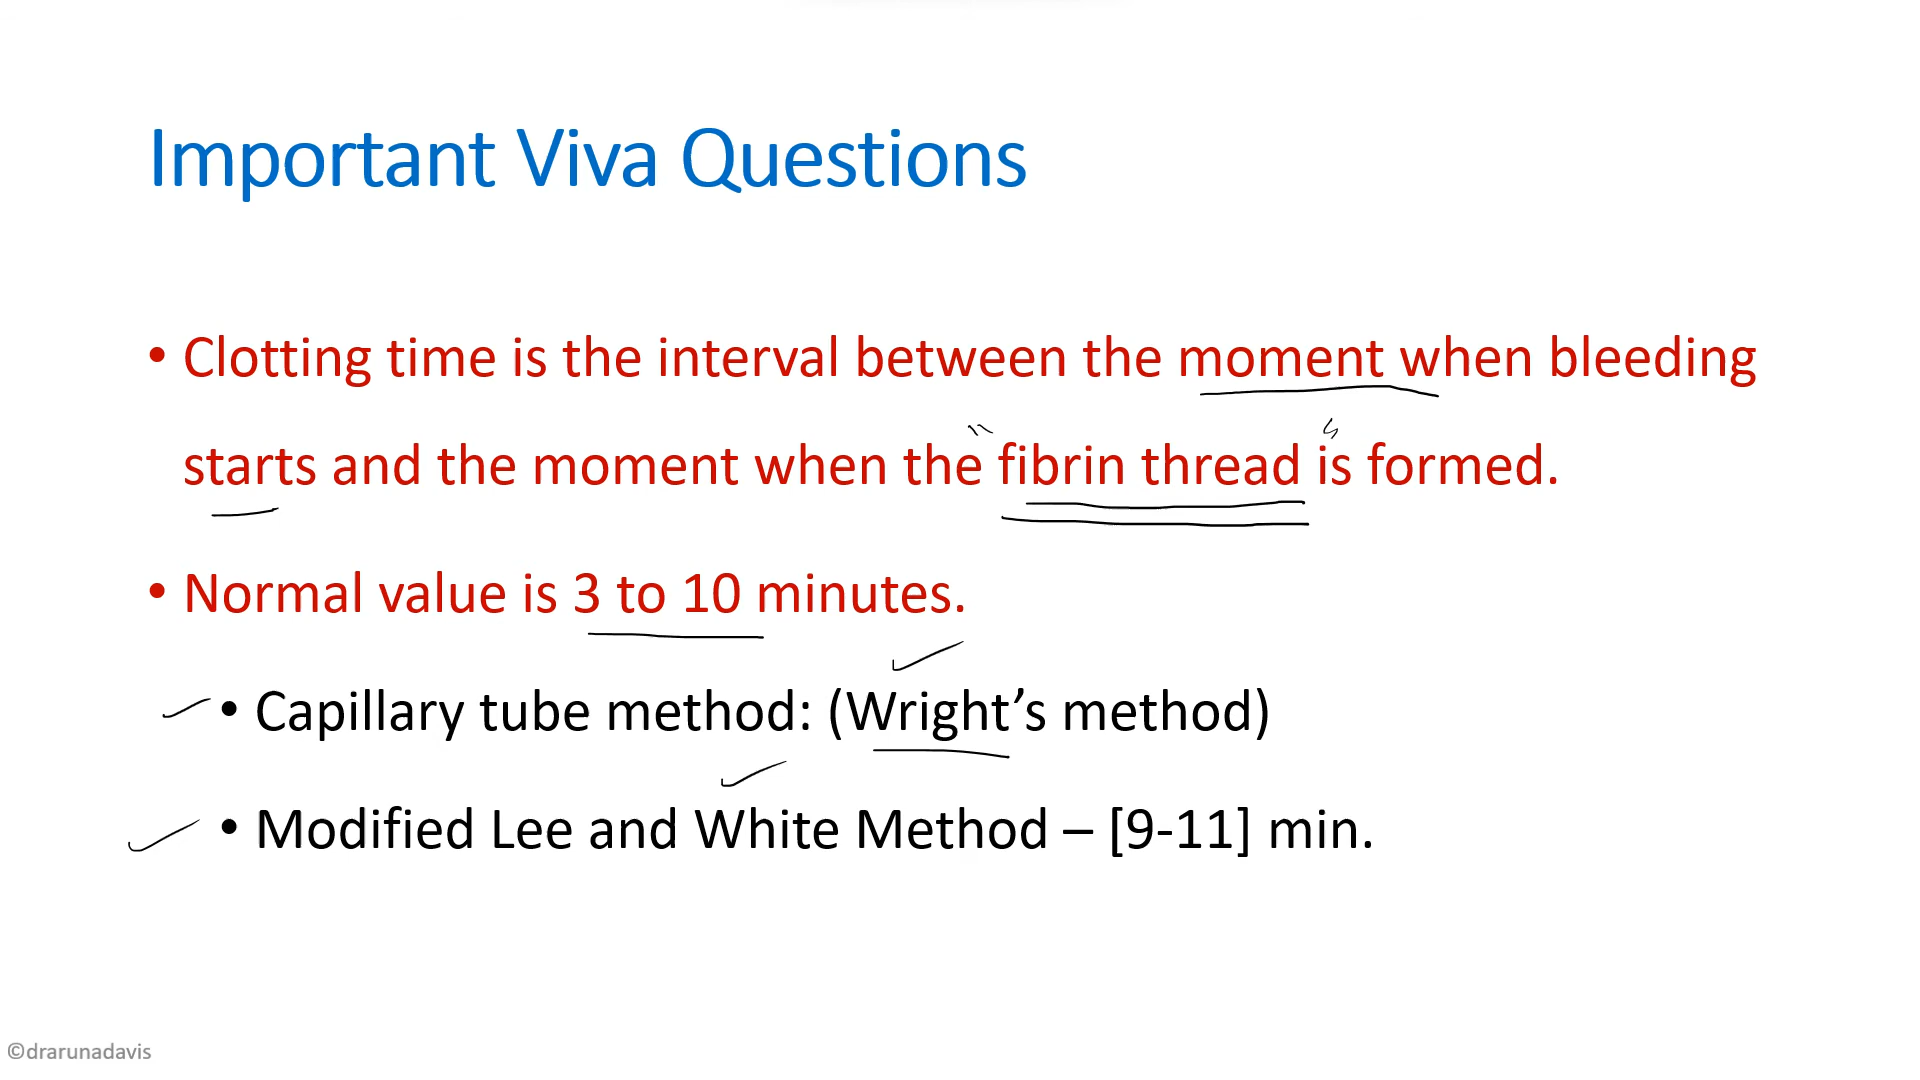 Important Viva Questions
• Clotting time is the interval between the moment when bleeding
starts and the moment when the fibrin thread is formed.
• Normal value is 3 to 10 minutes.
• Capillary tube method: (Wright’s method)
• Modified Lee and White Method – [9-11] min.
©drarunadavis